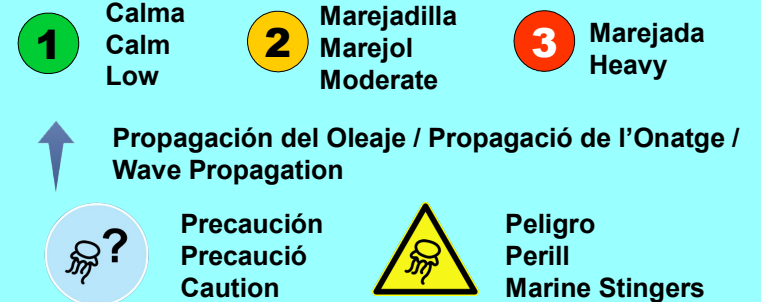 1
Calma
Calm
Low
2
Marejadilla
Marejol
Moderate
3
Marejada
Heavy
Propagación del Oleaje / Propagació de l'Onatge /
Wave Propagation
?
Precaución
Precaució
Caution
Peligro
Perill
Marine Stingers